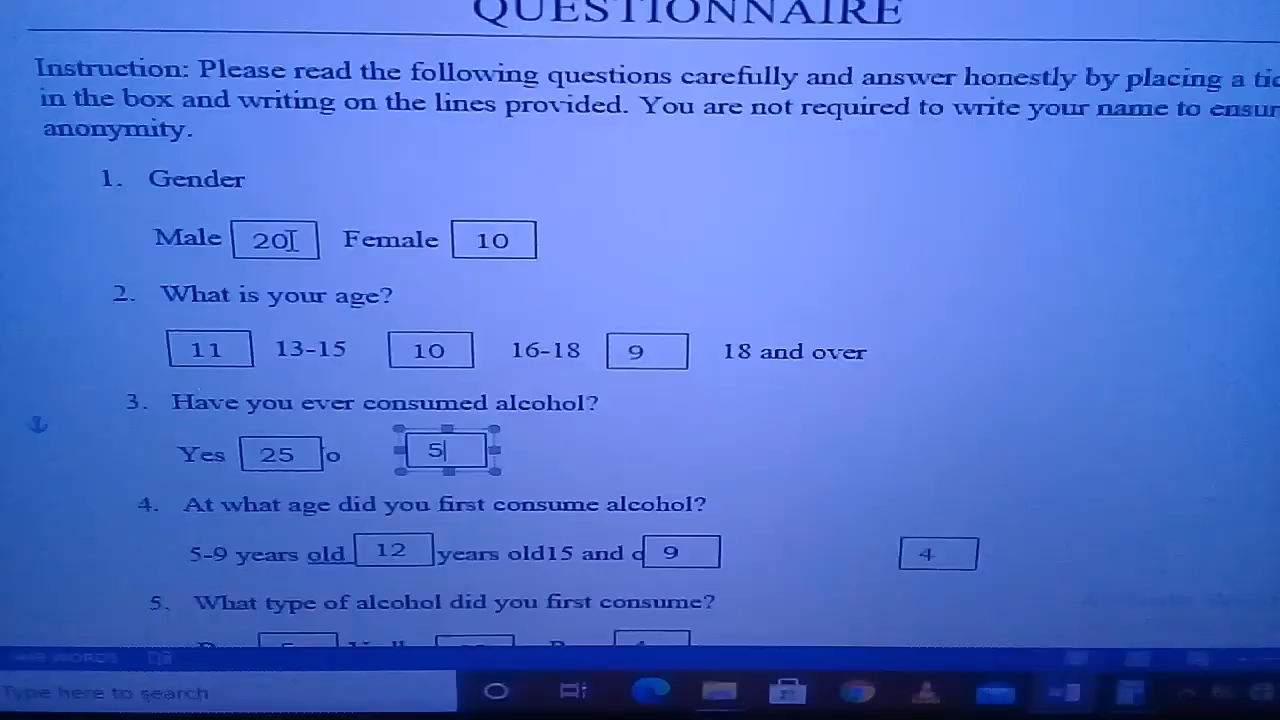 QUESTIONNAIRE
Instruction: Please read the following questions carefully and answer honestly by placing a
in the box and writing on the lines provided. You are not required to write your name to
anonymity.
1. Gender
Male 20 Female 10
2. What is your age?
11 13-15 10 16-18 9 18 and over
3. Have you ever consumed alcohol?
Yes 25 o 5
4. At what age did you first consume alcohol?
5-9 years old 12 years old15 and 9 4
5. What type of alcohol did you first consume?
WORDS
Type here to search